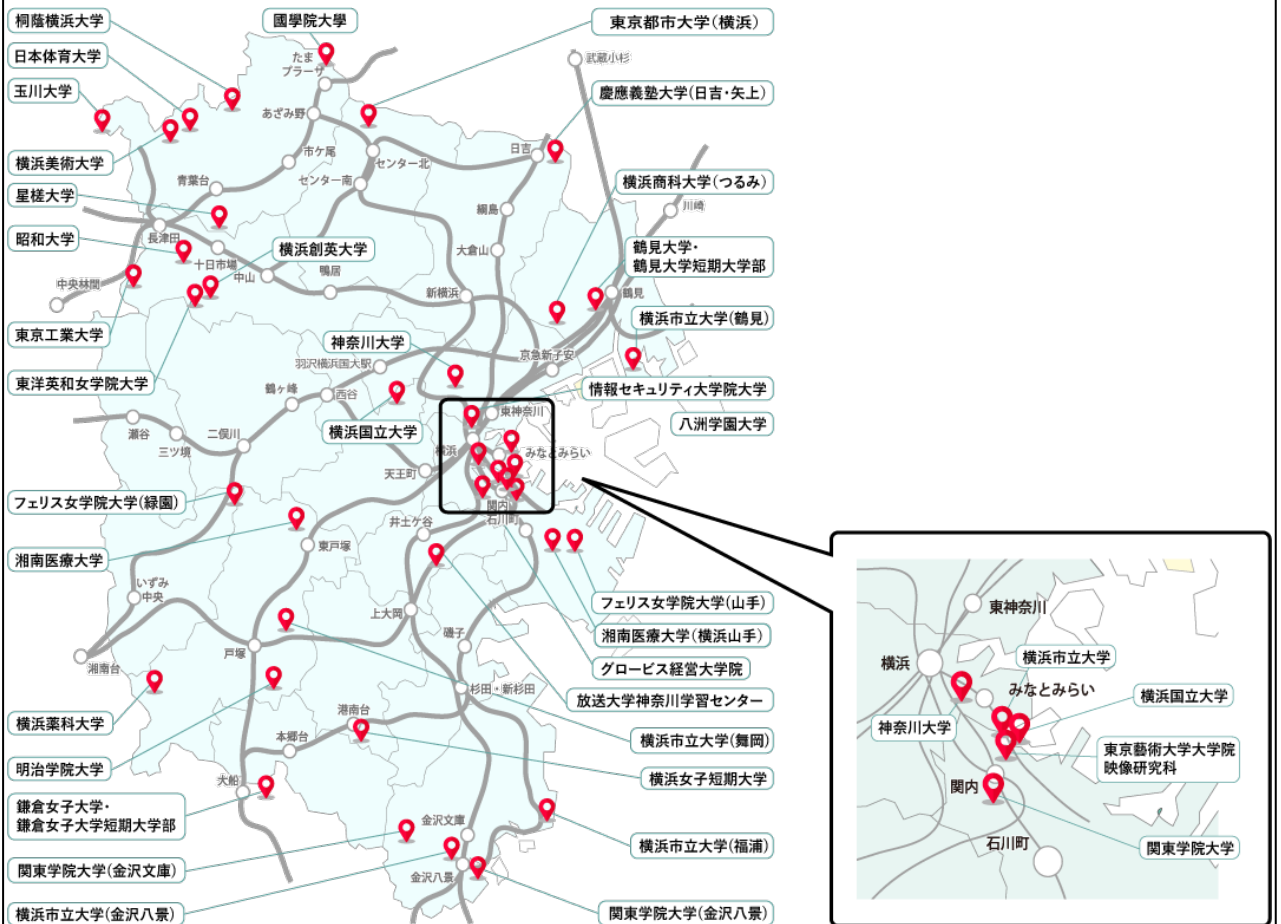 桐蔭横浜大学
國學院大學
東京都市大学(横浜)
日本体育大学
たま
プラーザ
武蔵小杉
玉川大学
慶應義塾大学(日吉・矢上)
あざみ野
横浜美術大学
市ケ尾
センター北
日吉
青葉台
センター南
横浜商科大学(つるみ)
星槎大学
綱島
川崎
昭和大学
長津田
横浜創英大学
大倉山
鶴見大学・
鶴見大学短期大学部
十日市場
中山
鴨居
中央林間
新横浜
鶴見
横浜市立大学(鶴見)
東京工業大学
神奈川大学
羽沢横浜国大駅
京急新子安
東洋英和女学院大学
鶴ヶ峰
西谷
情報セキュリティ大学院大学
東神奈川
八洲学園大学
瀬谷
三ツ境
二俣川
横浜国立大学
横浜
みなとみらい
天王町
フェリス女学院大学(緑園)
関内
石川町
井土ケ谷
湘南医療大学
東戸塚
いずみ
中央
上大岡
フェリス女学院大学(山手)
磯子
湘南医療大学(横浜山手)
戸塚
湘南台
グロービス経営大学院
杉田・新杉田
放送大学神奈川学習センター
横浜薬科大学
港南台
本郷台
横浜市立大学(舞岡)
明治学院大学
大船
横浜女子短期大学
鎌倉女子大学・
鎌倉女子大学短期大学部
金沢文庫
横浜市立大学(福浦)
関東学院大学(金沢文庫)
金沢八景
横浜市立大学(金沢八景)
関東学院大学(金沢八景)
東神奈川
横浜
横浜市立大学
みなとみらい
横浜国立大学
神奈川大学
東京藝術大学大学院
映像研究科
関内
石川町
関東学院大学